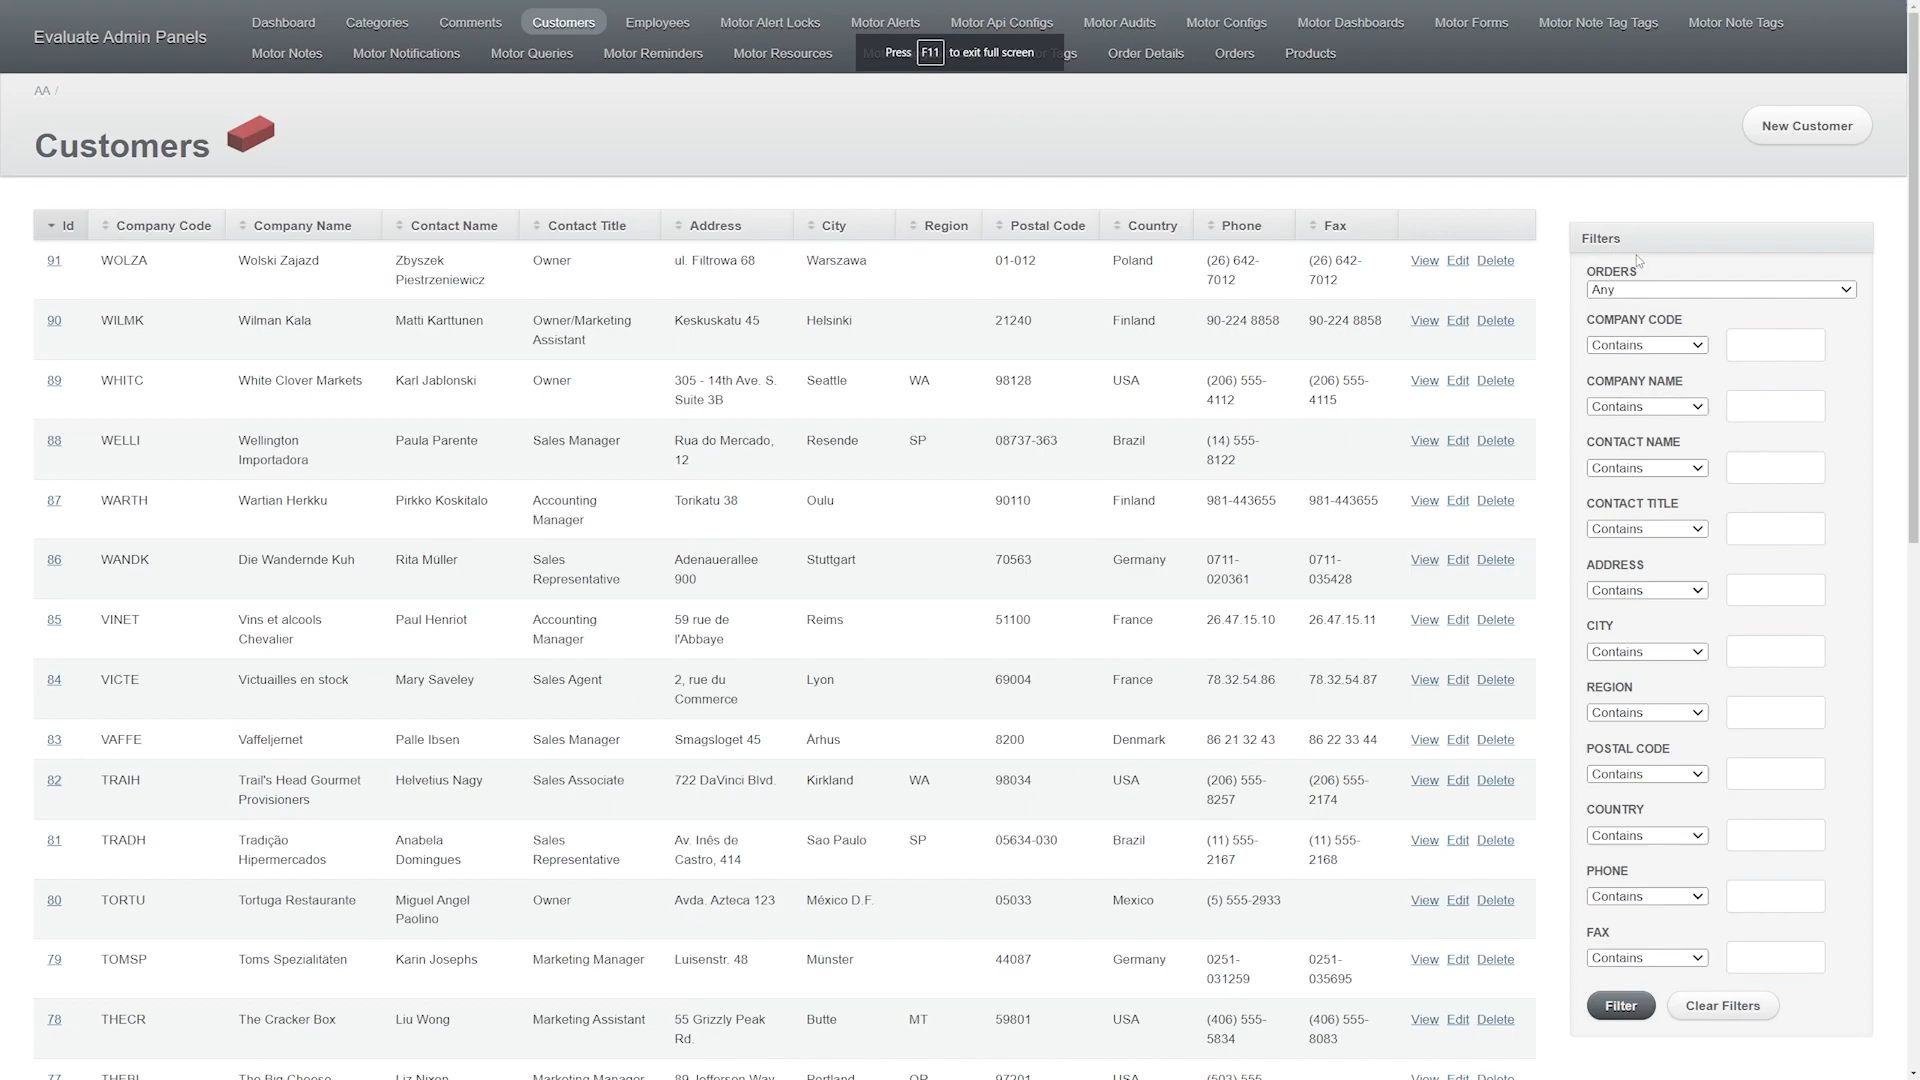 Evaluate Admin Panels
Dashboard Categories Comments Customers Employees Motor Alert Locks Motor Alerts Motor Api Configs Motor Audits Motor Configs Motor Dashboards Motor Forms Motor Note Tag Tags Motor Note Tags
Motor Notes Motor Notifications Motor Queries Motor Reminders Motor Resources Tags Order Details Orders Products
Press F11 to exit full screen
AA /
Customers
New Customer
Id Company Code Company Name Contact Name Contact Title Address City Region Postal Code Country Phone Fax
91 WOLZA Wolski Zajazd Zbyszek Owner ul. Filtrowa 68 Warszawa 01-012 Poland (26) 642- (26) 642- View Edit Delete
Piestrzeniewicz 7012 7012
90 WILMK Wilman Kala Matti Karttunen Owner/Marketing Keskuskatu 45 Helsinki 21240 Finland 90-224 8858 90-224 8858 View Edit Delete
Assistant
89 WHITC White Clover Markets Karl Jablonski Owner 305 - 14th Ave. S. Seattle WA 98128 USA (206) 555- (206) 555- View Edit Delete
Suite 3B 4112 4115
88 WELLI Wellington Paula Parente Sales Manager Rua do Mercado, Resende SP 08737-363 Brazil (14) 555- View Edit Delete
Importadora 12 8122
87 WARTH Wartian Herkku Pirkko Koskitalo Accounting Torikatu 38 Oulu 90110 Finland 981-443655 981-443655 View Edit Delete
Manager
86 WANDK Die Wandernde Kuh Rita Müller Sales Adenauerallee Stuttgart 70563 Germany 0711- 0711- View Edit Delete
Representative 900 020361 035428
85 VINET Vins et alcools Paul Henriot Accounting 59 rue de Reims 51100 France 26.47.15.10 26.47.15.11 View Edit Delete
Chevalier Manager l'Abbaye
84 VICTE Victuailles en stock Mary Saveley Sales Agent 2, rue du Lyon 69004 France 78.32.54.86 78.32.54.87 View Edit Delete
Commerce
83 VAFFE Vaffeljernet Palle Ibsen Sales Manager Smagsloget 45 Århus 8200 Denmark 86 21 32 43 86 22 33 44 View Edit Delete
82 TRAIH Trail's Head Gourmet Helvetius Nagy Sales Associate 722 DaVinci Blvd. Kirkland WA 98034 USA (206) 555- (206) 555- View Edit Delete
Provisioners 8257 2174
81 TRADH Tradição Anabela Sales Av. Inês de Sao Paulo SP 05634-030 Brazil (11) 555- (11) 555- View Edit Delete
Hipermercados Domingues Representative Castro, 414 2167 2168
80 TORTU Tortuga Restaurante Miguel Angel Owner Avda. Azteca 123 México D.F. 05033 Mexico (5) 555-2933 View Edit Delete
Paolino
79 TOMSP Toms Spezialitäten Karin Josephs Marketing Manager Luisenstr. 48 Münster 44087 Germany 0251- 0251- View Edit Delete
031259 035695
78 THECR The Cracker Box Liu Wong Marketing Assistant 55 Grizzly Peak Butte MT 59801 USA (406) 555- (406) 555- View Edit Delete
Rd. 5834 8083
77 THEBI The Big Cheese Liz Nixon Marketing Manager 89 Jefferson Way Portland OR 97201 USA (503) 555- View Edit Delete
Filters
ORDERS
Any
COMPANY CODE
Contains
COMPANY NAME
Contains
CONTACT NAME
Contains
CONTACT TITLE
Contains
ADDRESS
Contains
CITY
Contains
REGION
Contains
POSTAL CODE
Contains
COUNTRY
Contains
PHONE
Contains
FAX
Contains
Filter Clear Filters